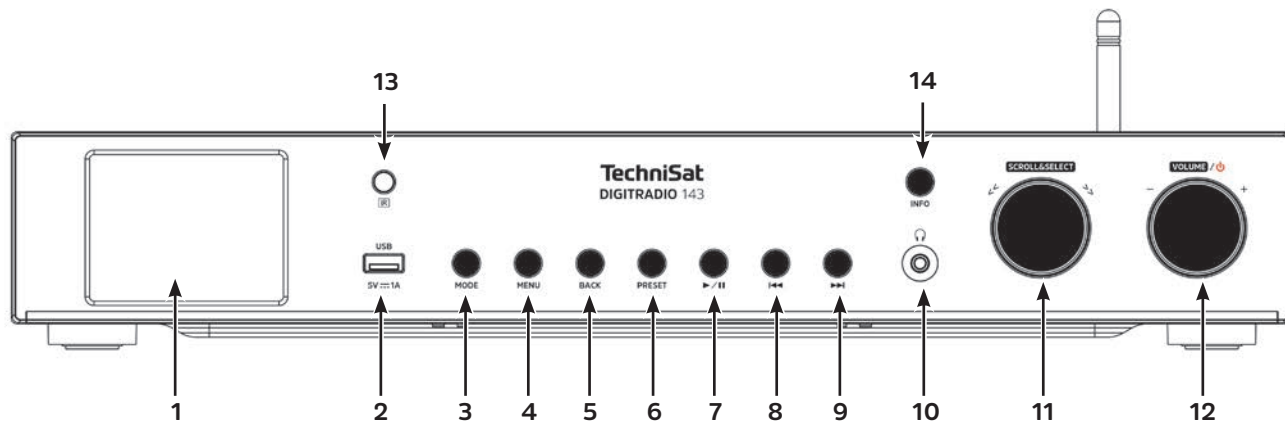 13
14
TechniSat
DIGITRADIO 143
SCROLL&SELECT
VOLUME /
IR
INFO
- +
USB
5V 1A
MODE
MENU
BACK
PRESET
1
2
3
4
5
6
7
8
9
10
11
12